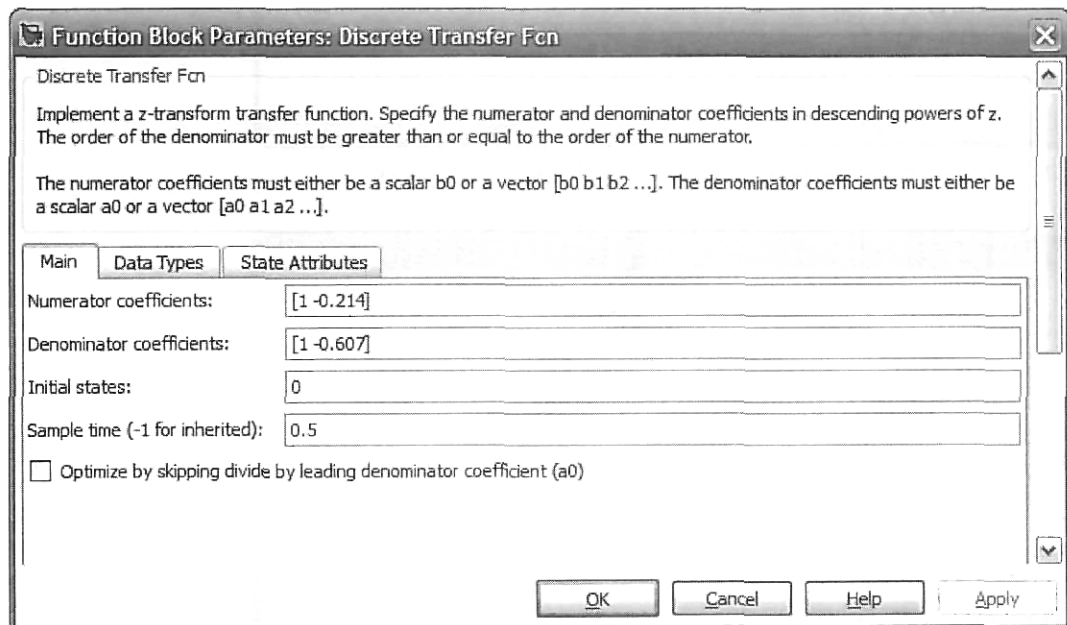 Function Block Parameters: Discrete Transfer Fcn
Discrete Transfer Fcn
Implement a z-transform transfer function. Specify the numerator and denominator coefficients in descending powers of z.
The order of the denominator must be greater than or equal to the order of the numerator.
The numerator coefficients must either be a scalar b0 or a vector [b0 b1 b2 ...]. The denominator coefficients must either be
a scalar a0 or a vector [a0 a1 a2 ...].
Main Data Types State Attributes
Numerator coefficients: [1 -0.214]
Denominator coefficients: [1 -0.607]
Initial states: 0
Sample time (-1 for inherited): 0.5
Optimize by skipping divide by leading denominator coefficient (a0)
OK Cancel Help Apply